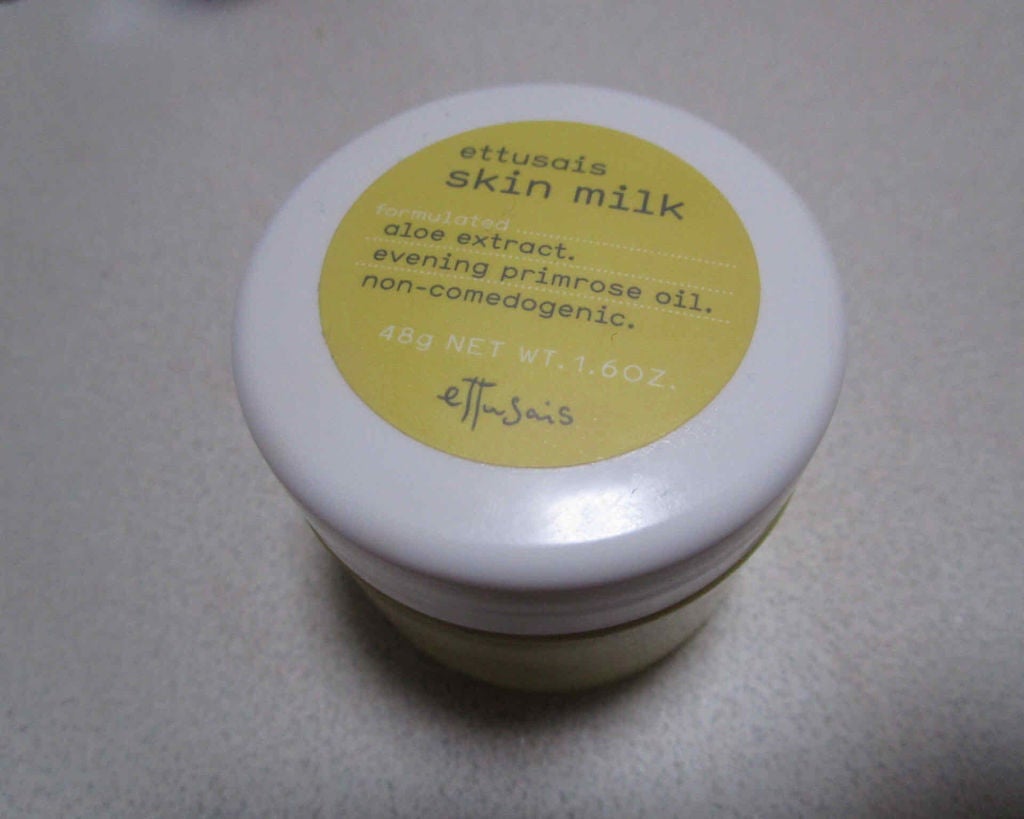 ettusais
skin milk
formulated
aloe extract.
evening primrose oil.
non-comedogenic.
48g NET WT.1.6OZ.
ettusais